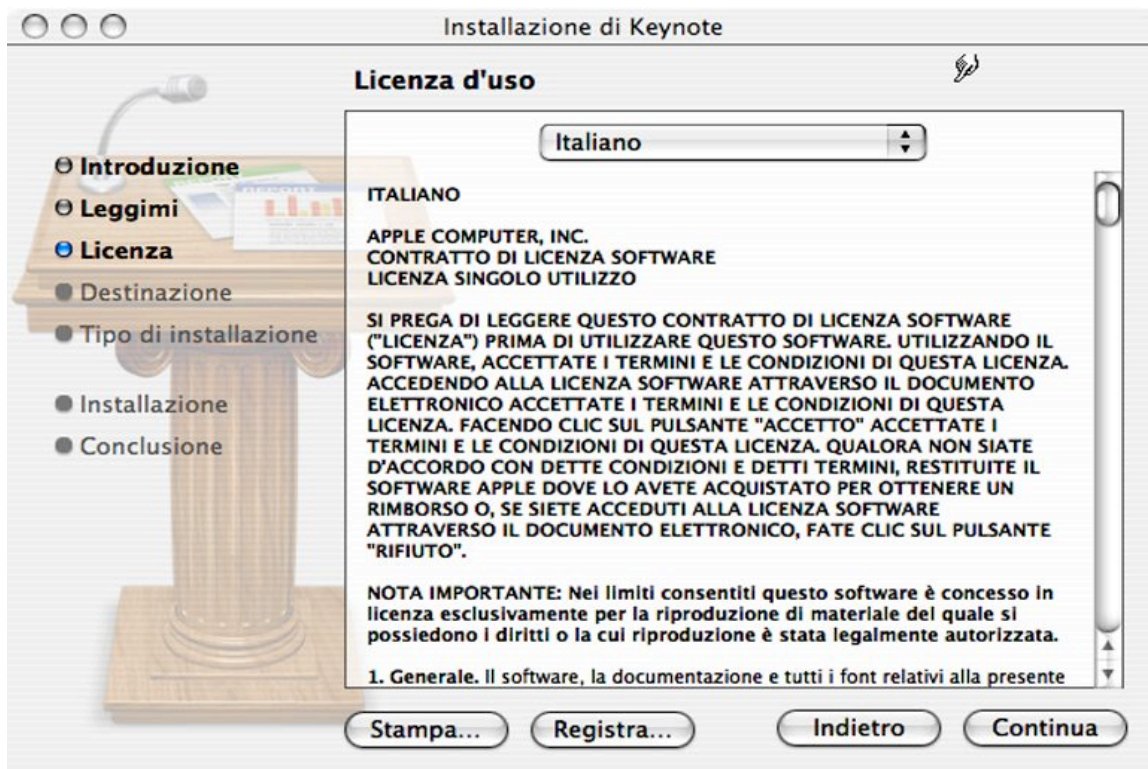 Installazione di Keynote
Licenza d'uso
Introduzione
Leggimi
Licenza
Destinazione
Tipo di installazione
Installazione
Conclusione
Italiano
ITALIANO
APPLE COMPUTER, INC.
CONTRATTO DI LICENZA SOFTWARE
LICENZA SINGOLO UTILIZZO
SI PREGA DI LEGGERE QUESTO CONTRATTO DI LICENZA SOFTWARE
("LICENZA") PRIMA DI UTILIZZARE QUESTO SOFTWARE. UTILIZZANDO IL
SOFTWARE, ACCETTATE I TERMINI E LE CONDIZIONI DI QUESTA LICENZA.
ACCEDENDO ALLA LICENZA SOFTWARE ATTRAVERSO IL DOCUMENTO
ELETTRONICO ACCETTATE I TERMINI E LE CONDIZIONI DI QUESTA
LICENZA. FACENDO CLIC SUL PULSANTE "ACCETTO" ACCETTATE I
TERMINI E LE CONDIZIONI DI QUESTA LICENZA. QUALORA NON SIATE
D'ACCORDO CON DETTE CONDIZIONI E DETTI TERMINI, RESTITUITE IL
SOFTWARE APPLE DOVE LO AVETE ACQUISTATO PER OTTENERE UN
RIMBORSO O, SE SIETE ACCEDUTI ALLA LICENZA SOFTWARE
ATTRAVERSO IL DOCUMENTO ELETTRONICO, FATE CLIC SUL PULSANTE
"RIFIUTO".
NOTA IMPORTANTE: Nei limiti consentiti questo software è concesso in
licenza esclusivamente per la riproduzione di materiale del quale si
possiedono i diritti o la cui riproduzione è stata legalmente autorizzata.
1. Generale. Il software, la documentazione e tutti i font relativi alla presente
Stampa...
Registra...
Indietro
Continua